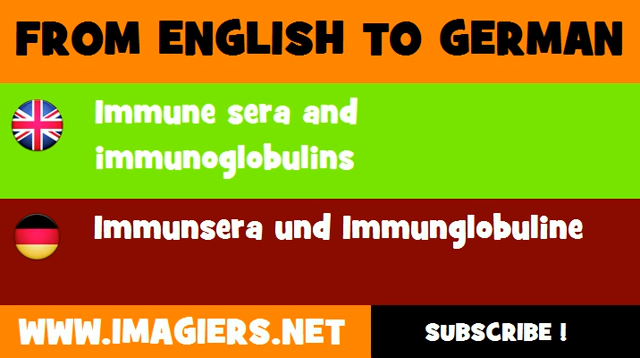 FROM ENGLISH TO GERMAN
Immune sera and
immunoglobulins
Immunsera und Immunglobuline
WWW.IMAGIERS.NET
SUBSCRIBE !